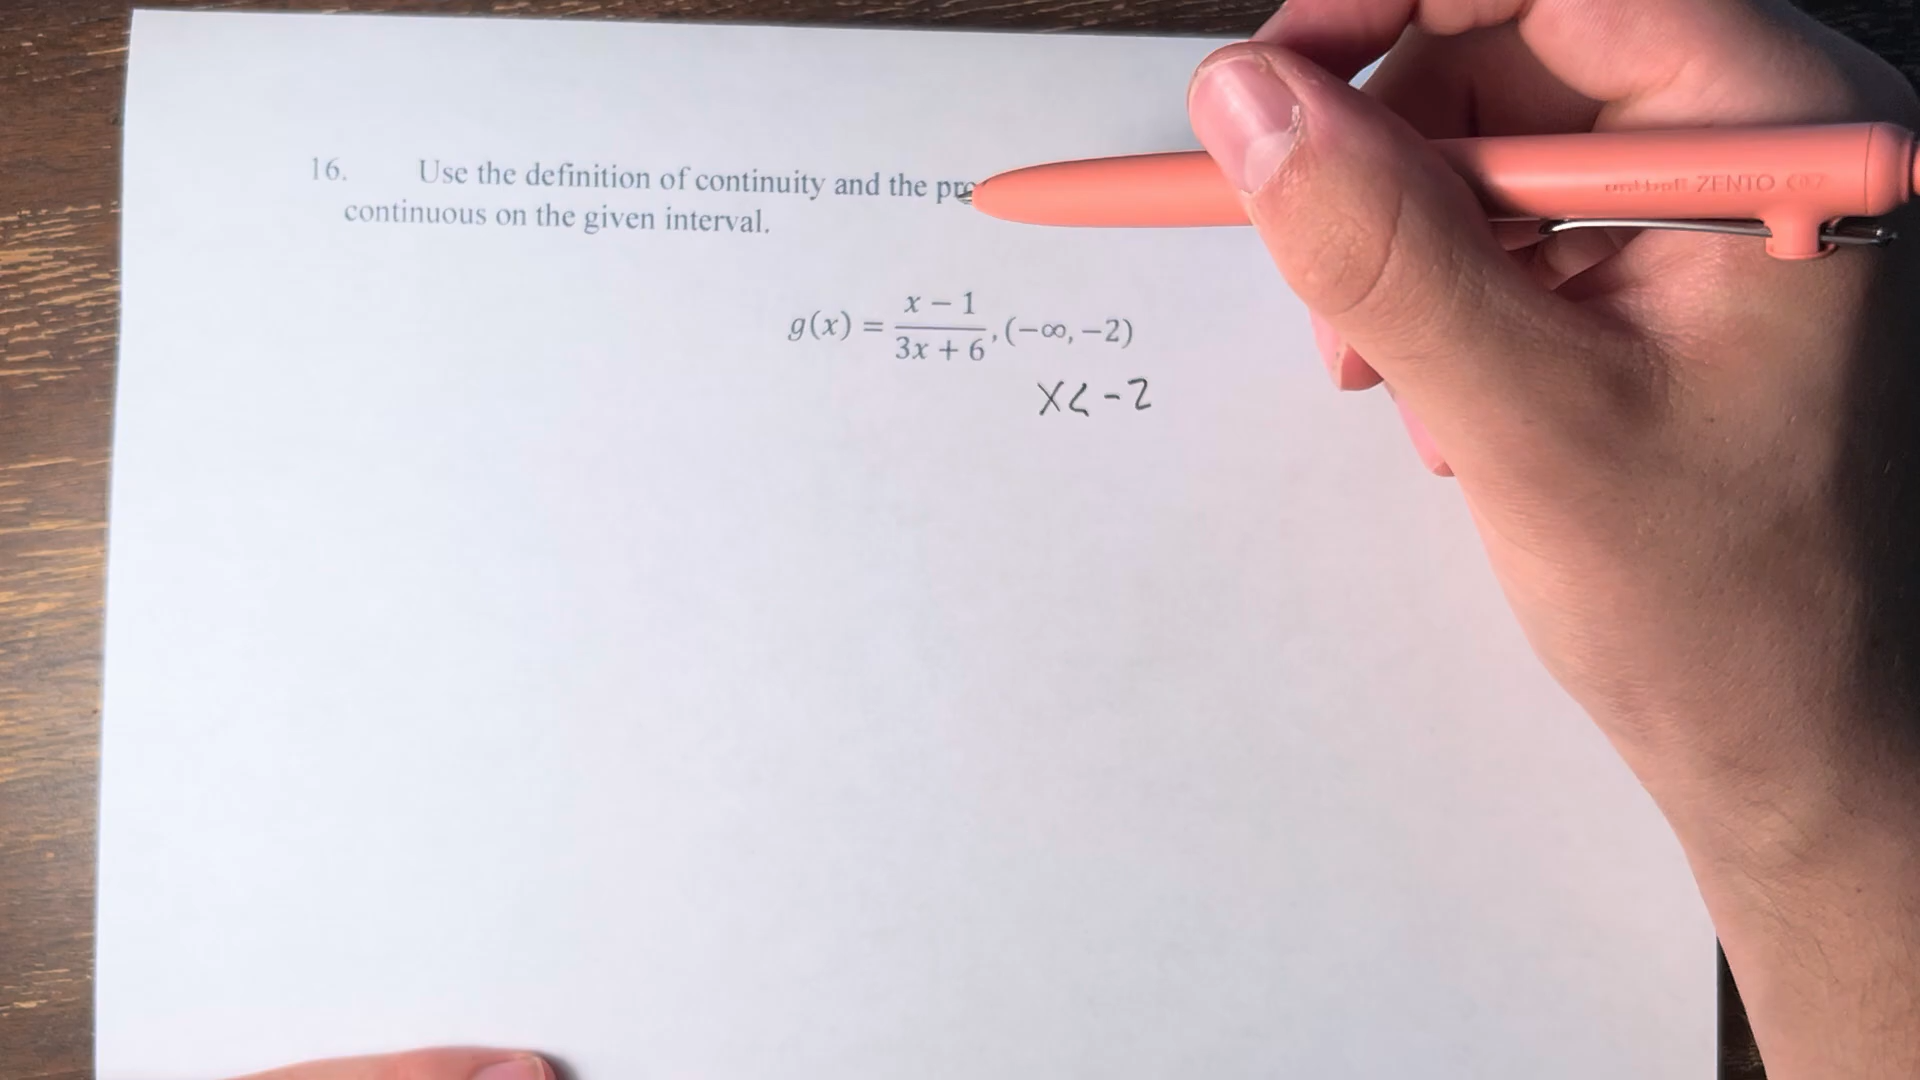 16. Use the definition of continuity and the
continuous on the given interval.
g(x) = \frac{x − 1}{3x + 6}, (−∞, −2)
x < −2
ZENTO